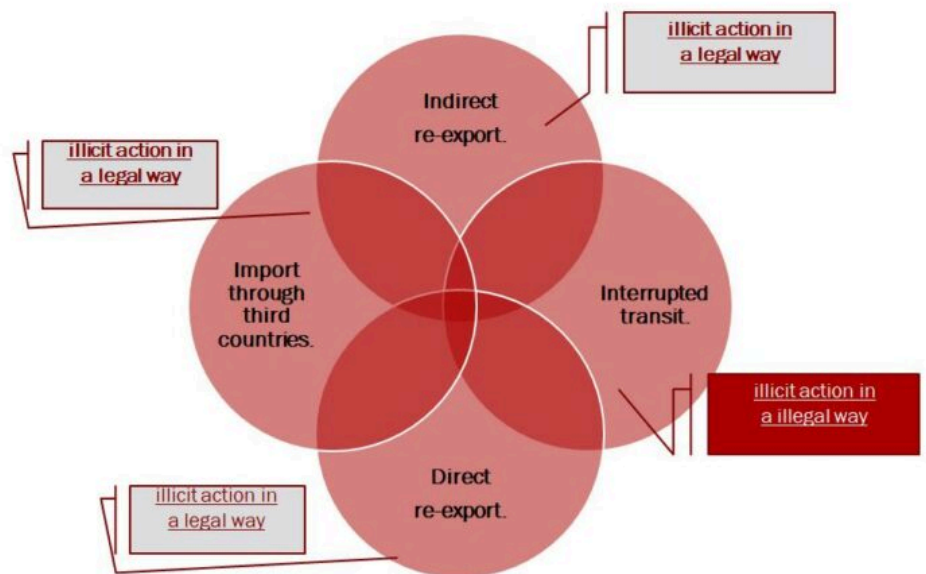 illicit action in
a legal way
Indirect
re-export.
illicit action in
a legal way
Import
through
third
countries.
Interrupted
transit.
illicit action in
a illegal way
Direct
re-export.
illicit action in
a legal way